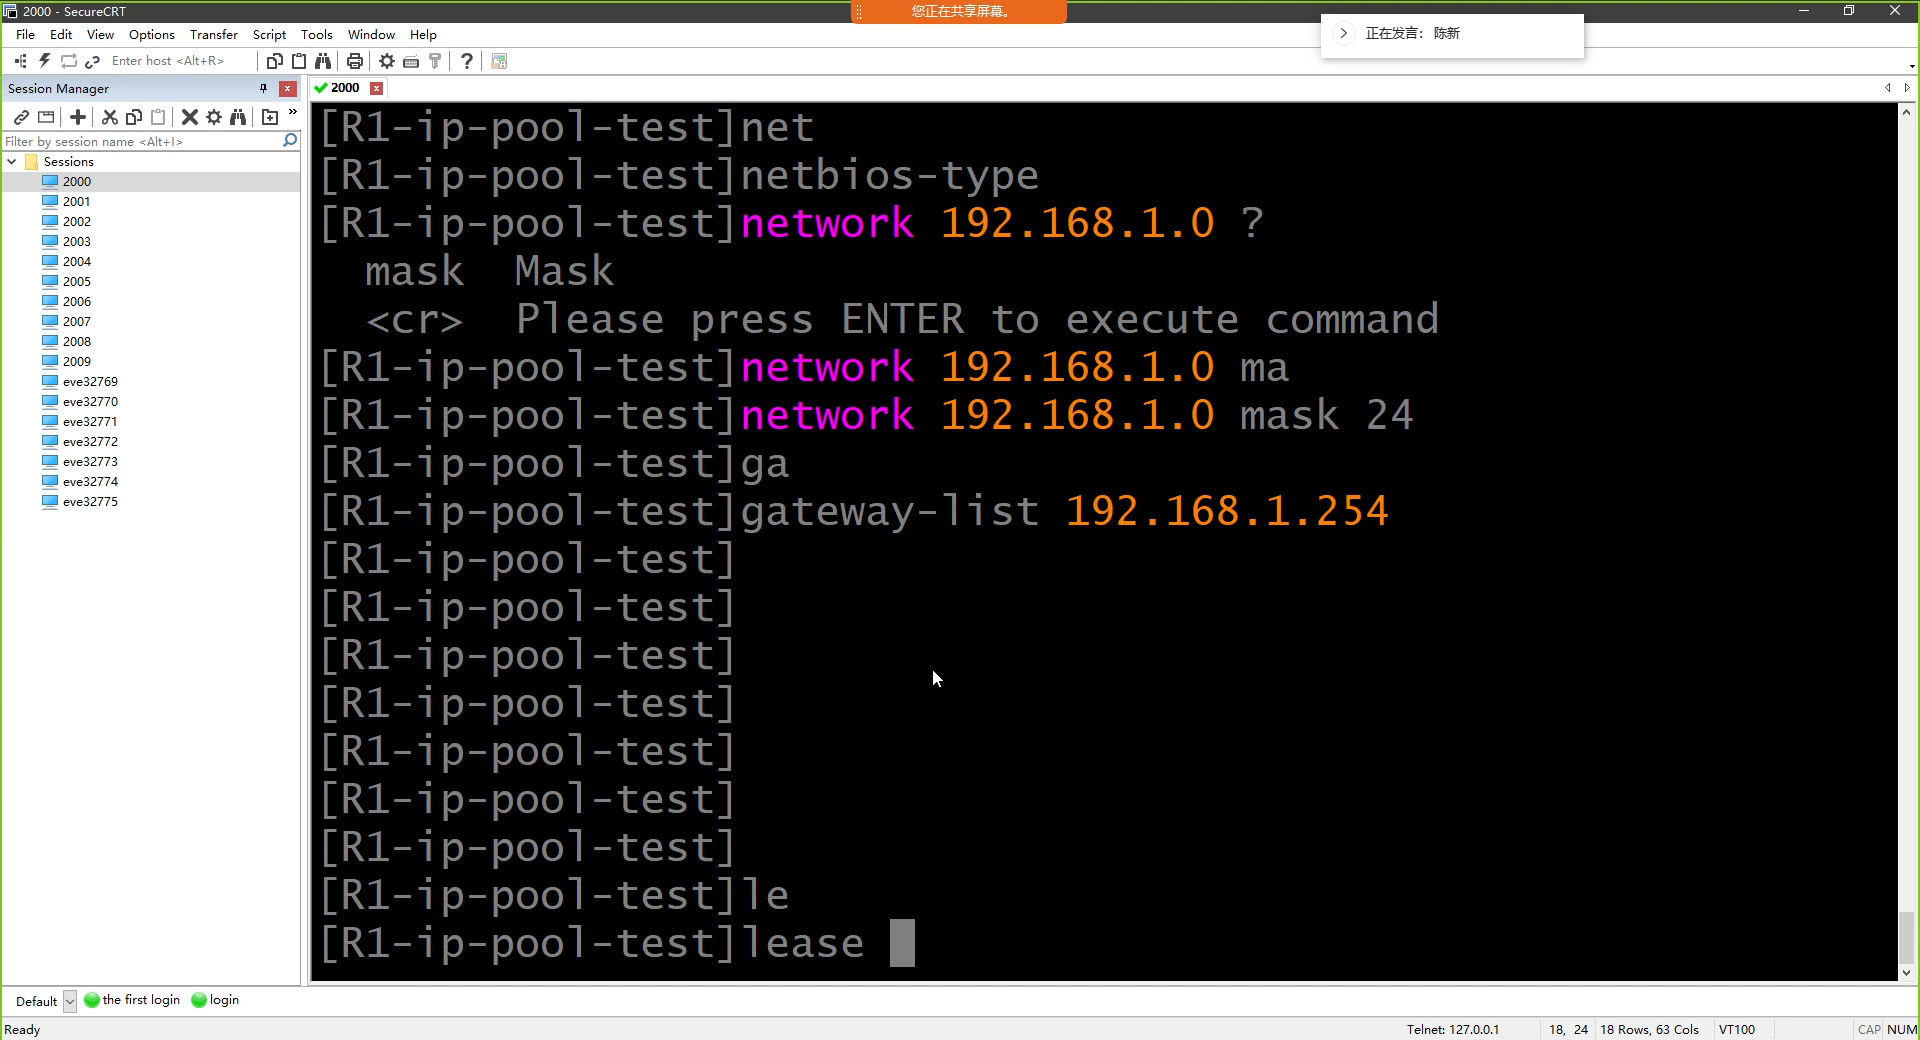 2000 - SecureCRT
您正在共享屏幕。
正在发言： 陈新
File Edit View Options Transfer Script Tools Window Help
Enter host <Alt+R>
Session Manager
2000
Filter by session name <Alt+I>
Sessions
2000
2001
2002
2003
2004
2005
2006
2007
2008
2009
eve32769
eve32770
eve32771
eve32772
eve32773
eve32774
eve32775
[R1-ip-pool-test]net
[R1-ip-pool-test]netbios-type
[R1-ip-pool-test]network 192.168.1.0 ?
mask Mask
<cr> Please press ENTER to execute command
[R1-ip-pool-test]network 192.168.1.0 ma
[R1-ip-pool-test]network 192.168.1.0 mask 24
[R1-ip-pool-test]ga
[R1-ip-pool-test]gateway-list 192.168.1.254
[R1-ip-pool-test]
[R1-ip-pool-test]
[R1-ip-pool-test]
[R1-ip-pool-test]
[R1-ip-pool-test]
[R1-ip-pool-test]
[R1-ip-pool-test]
[R1-ip-pool-test]le
[R1-ip-pool-test]lease
Default the first login login
Ready Telnet: 127.0.0.1 18, 24 18 Rows, 63 Cols VT100 CAP NUM